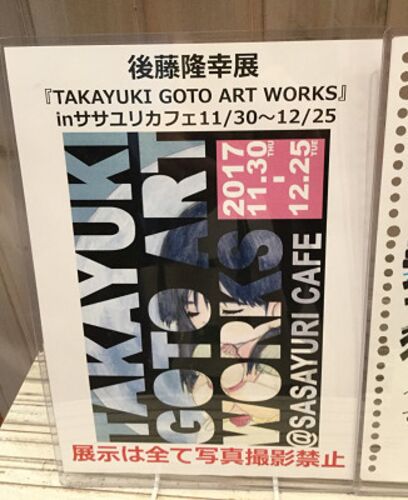 後藤隆幸展
『TAKAYUKI GOTO ART WORKS』
inササユリカフェ11/30～12/25
TAKAYUKI
GOTO ART
WORKS
2017
11.30 THU
-
12.25 TUE
@SASAYURI CAFE
展示は全て写真撮影禁止